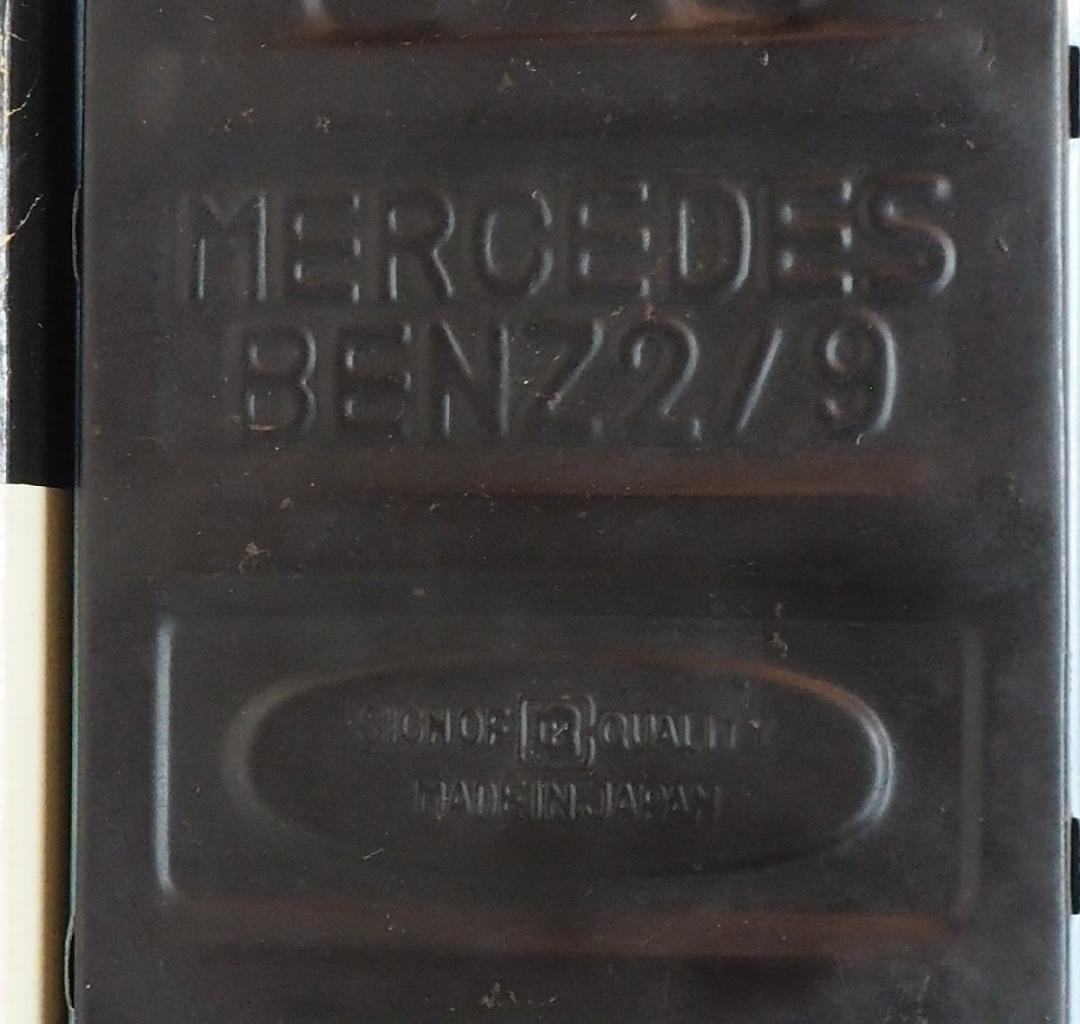 MERCEDES
BENZ2/9
SIGN OF QUALITY
MADE IN JAPAN